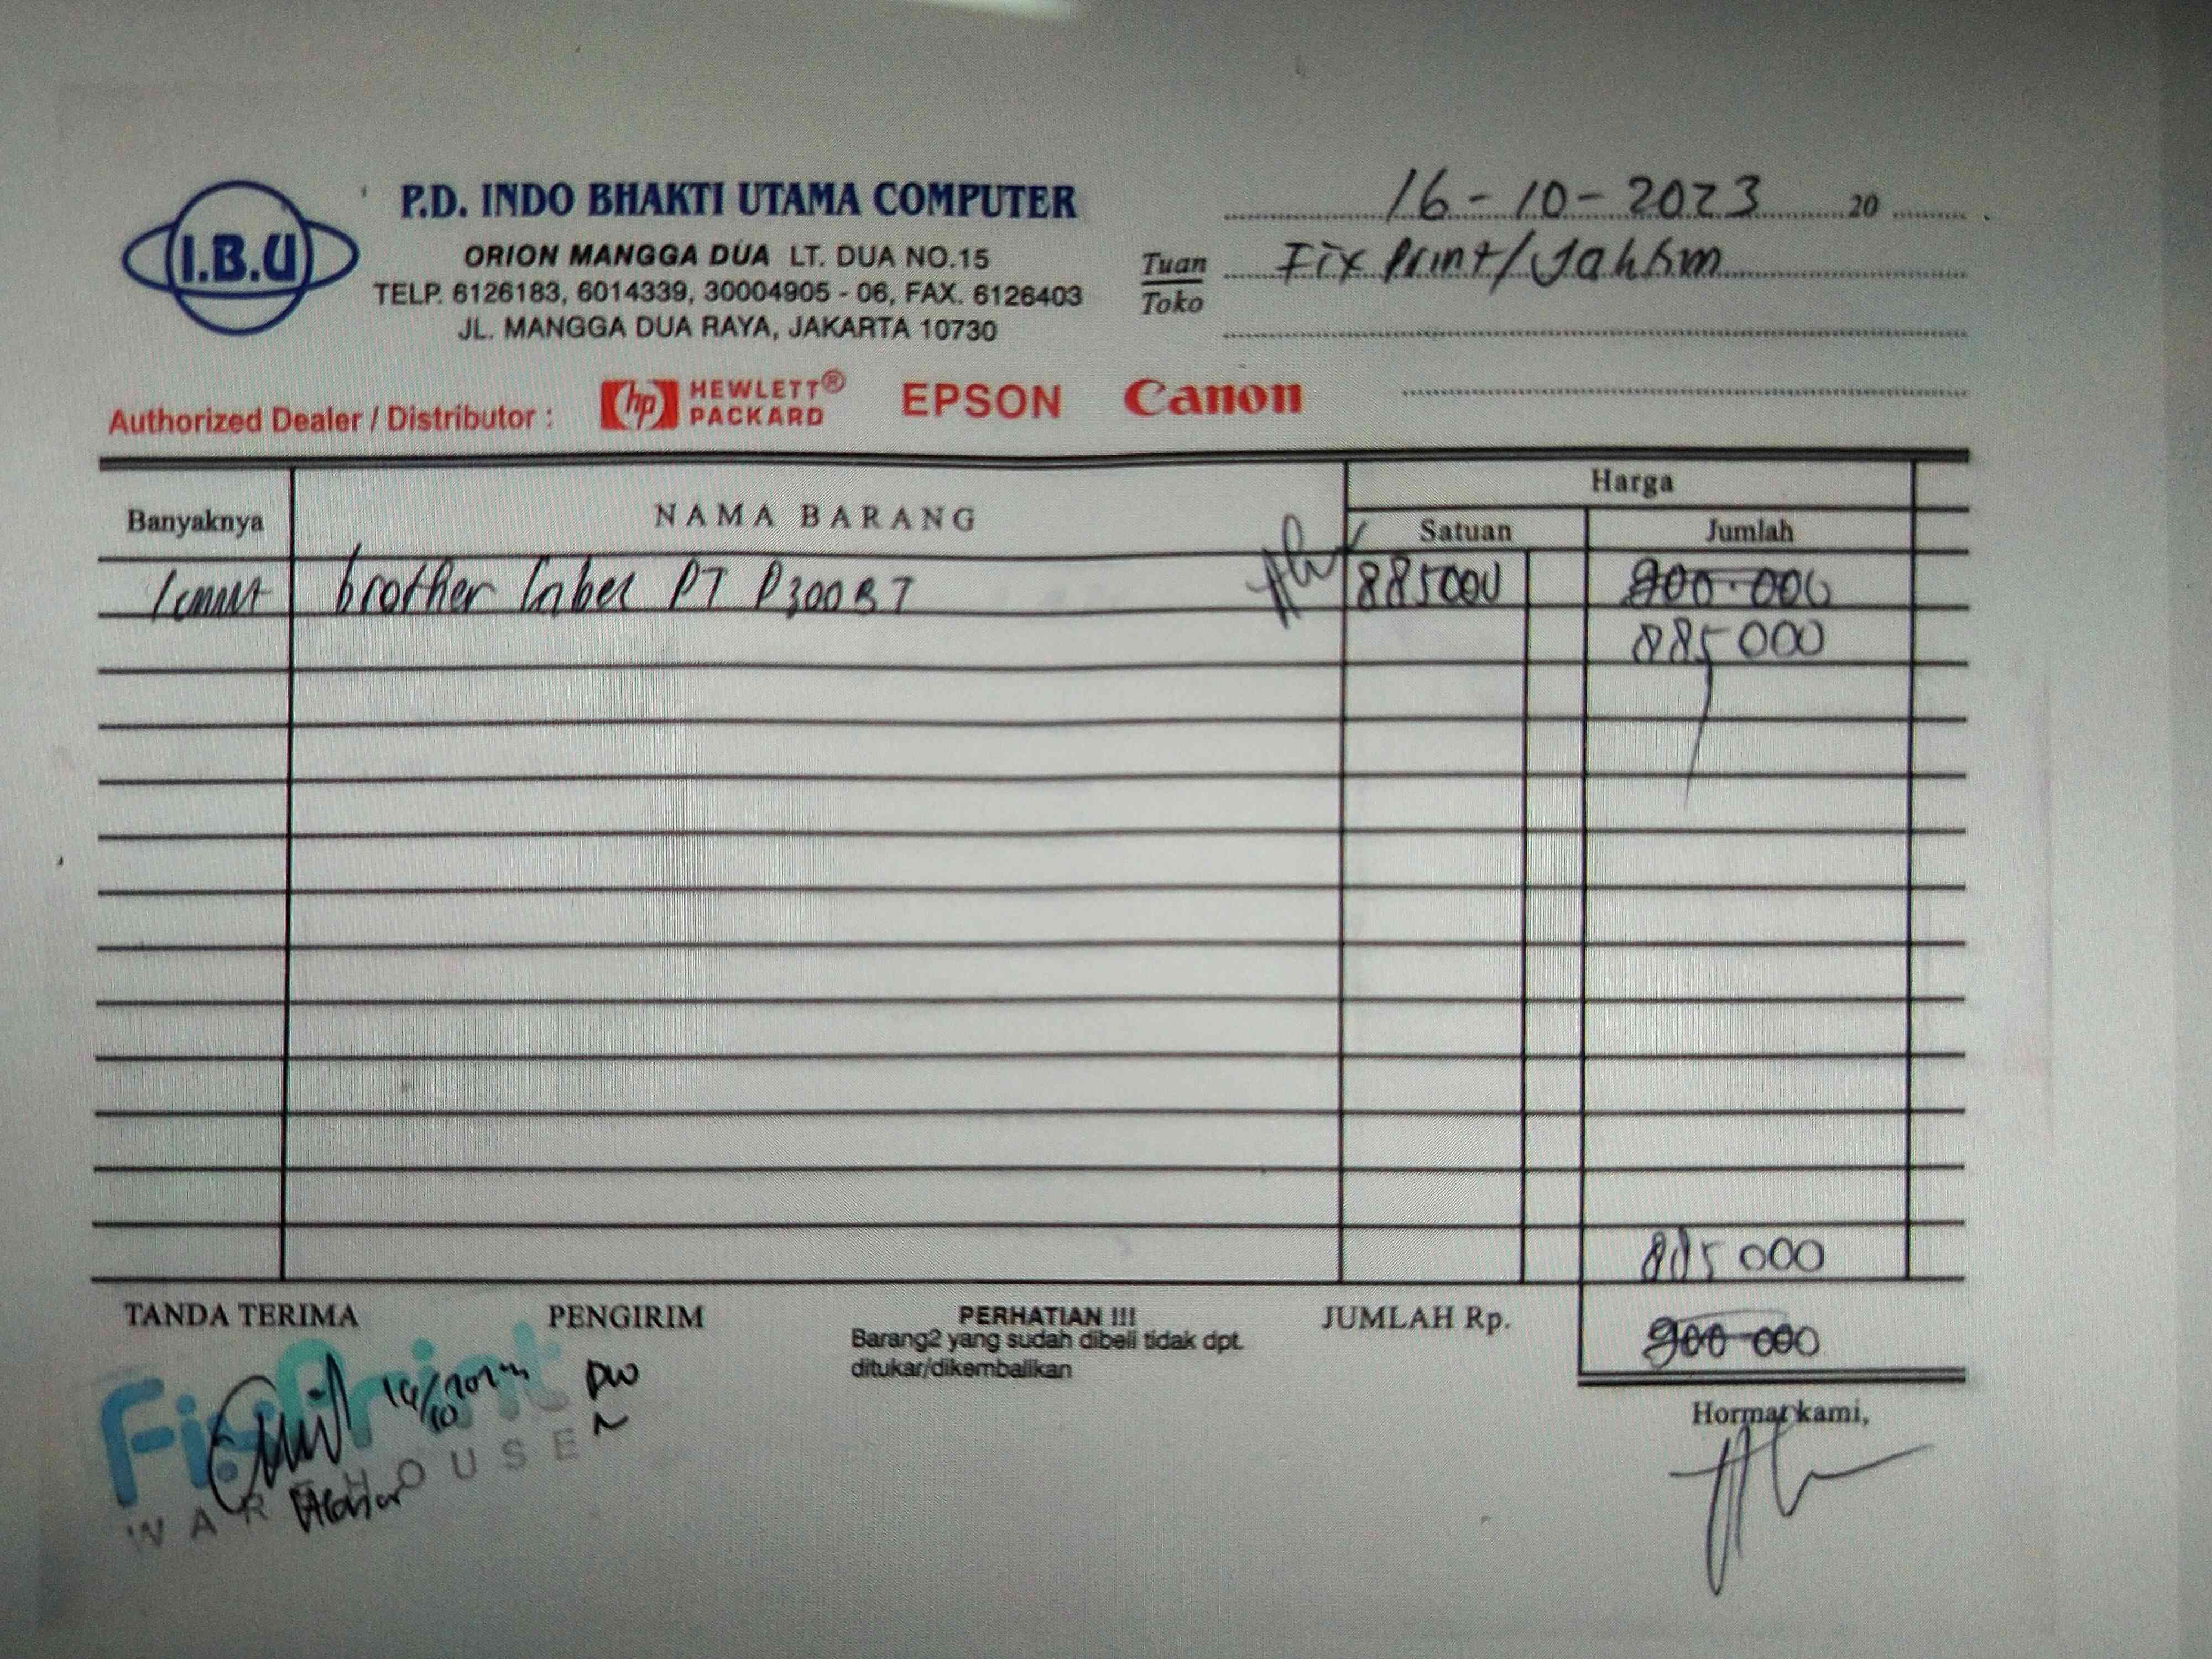 I.B.U
P.D. INDO BHAKTI UTAMA COMPUTER
ORION MANGGA DUA LT. DUA NO.15
TELP. 6126183, 6014339, 30004905 - 06, FAX. 6126403
JL. MANGGA DUA RAYA, JAKARTA 10730
16-10-2023 20
Tuan Fix Print/
Toko
Authorized Dealer / Distributor : hp HEWLETT® PACKARD EPSON Canon
Banyaknya NAMA BARANG Harga
Satuan Jumlah
1 brother label PT P300BT 885000 900.000
885000
885000
TANDA TERIMA PENGIRIM PERHATIAN !!! JUMLAH Rp. 900 000
Barang2 yang sudah dibeli tidak dpt.
ditukar/dikembalikan
Hormat kami,
FixPrint
WAREHOUSE